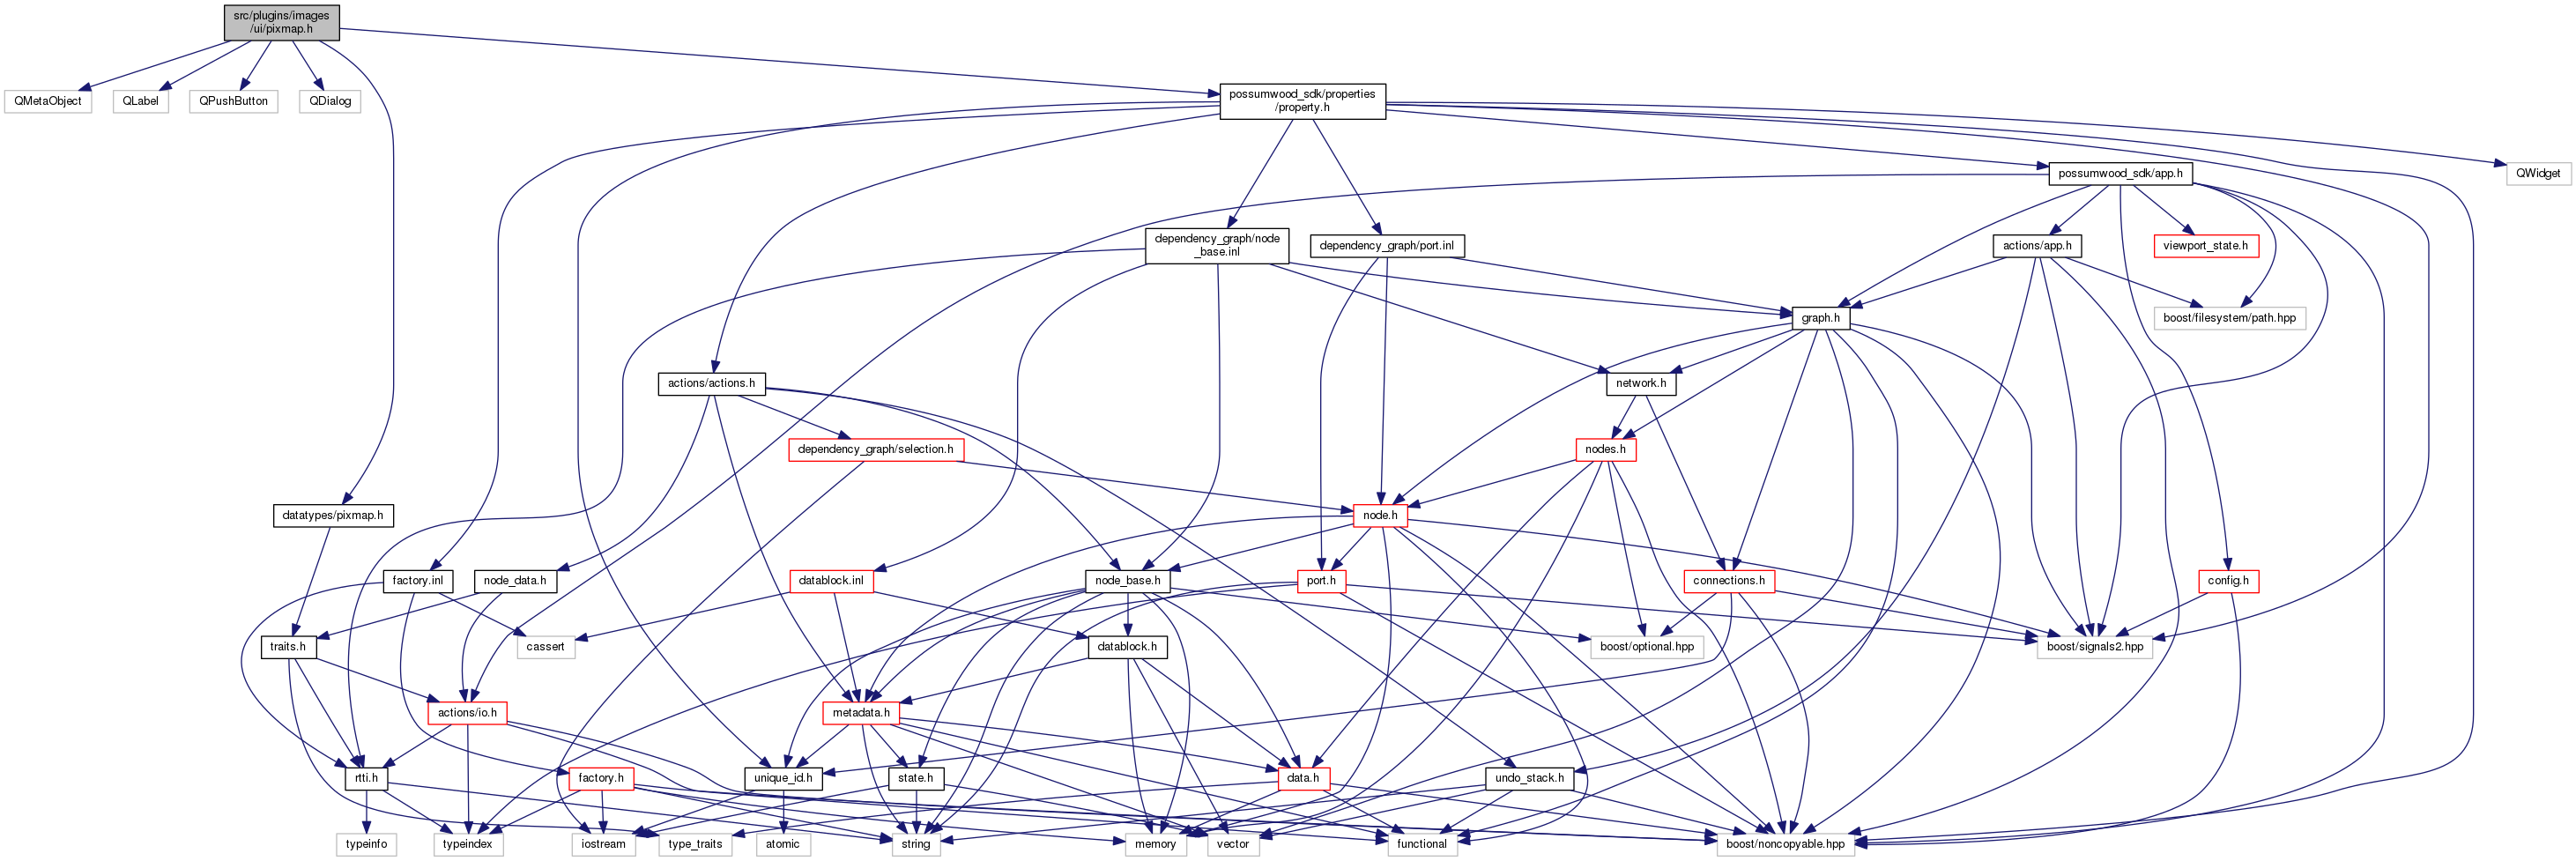 src/plugins/images
/ui/pixmap.h
QMetaObject
QLabel
QPushButton
QDialog
possumwood_sdk/properties
/property.h
possumwood_sdk/app.h
QWidget
dependency_graph/node
_base.inl
dependency_graph/port.inl
actions/app.h
viewport_state.h
graph.h
boost/filesystem/path.hpp
actions/actions.h
network.h
dependency_graph/selection.h
nodes.h
datatypes/pixmap.h
node.h
factory.inl
node_data.h
datablock.inl
node_base.h
port.h
connections.h
config.h
traits.h
cassert
datablock.h
boost/optional.hpp
boost/signals2.hpp
actions/io.h
metadata.h
rtti.h
factory.h
unique_id.h
state.h
data.h
undo_stack.h
typeinfo
typeindex
iostream
type_traits
atomic
string
memory
vector
functional
boost/noncopyable.hpp